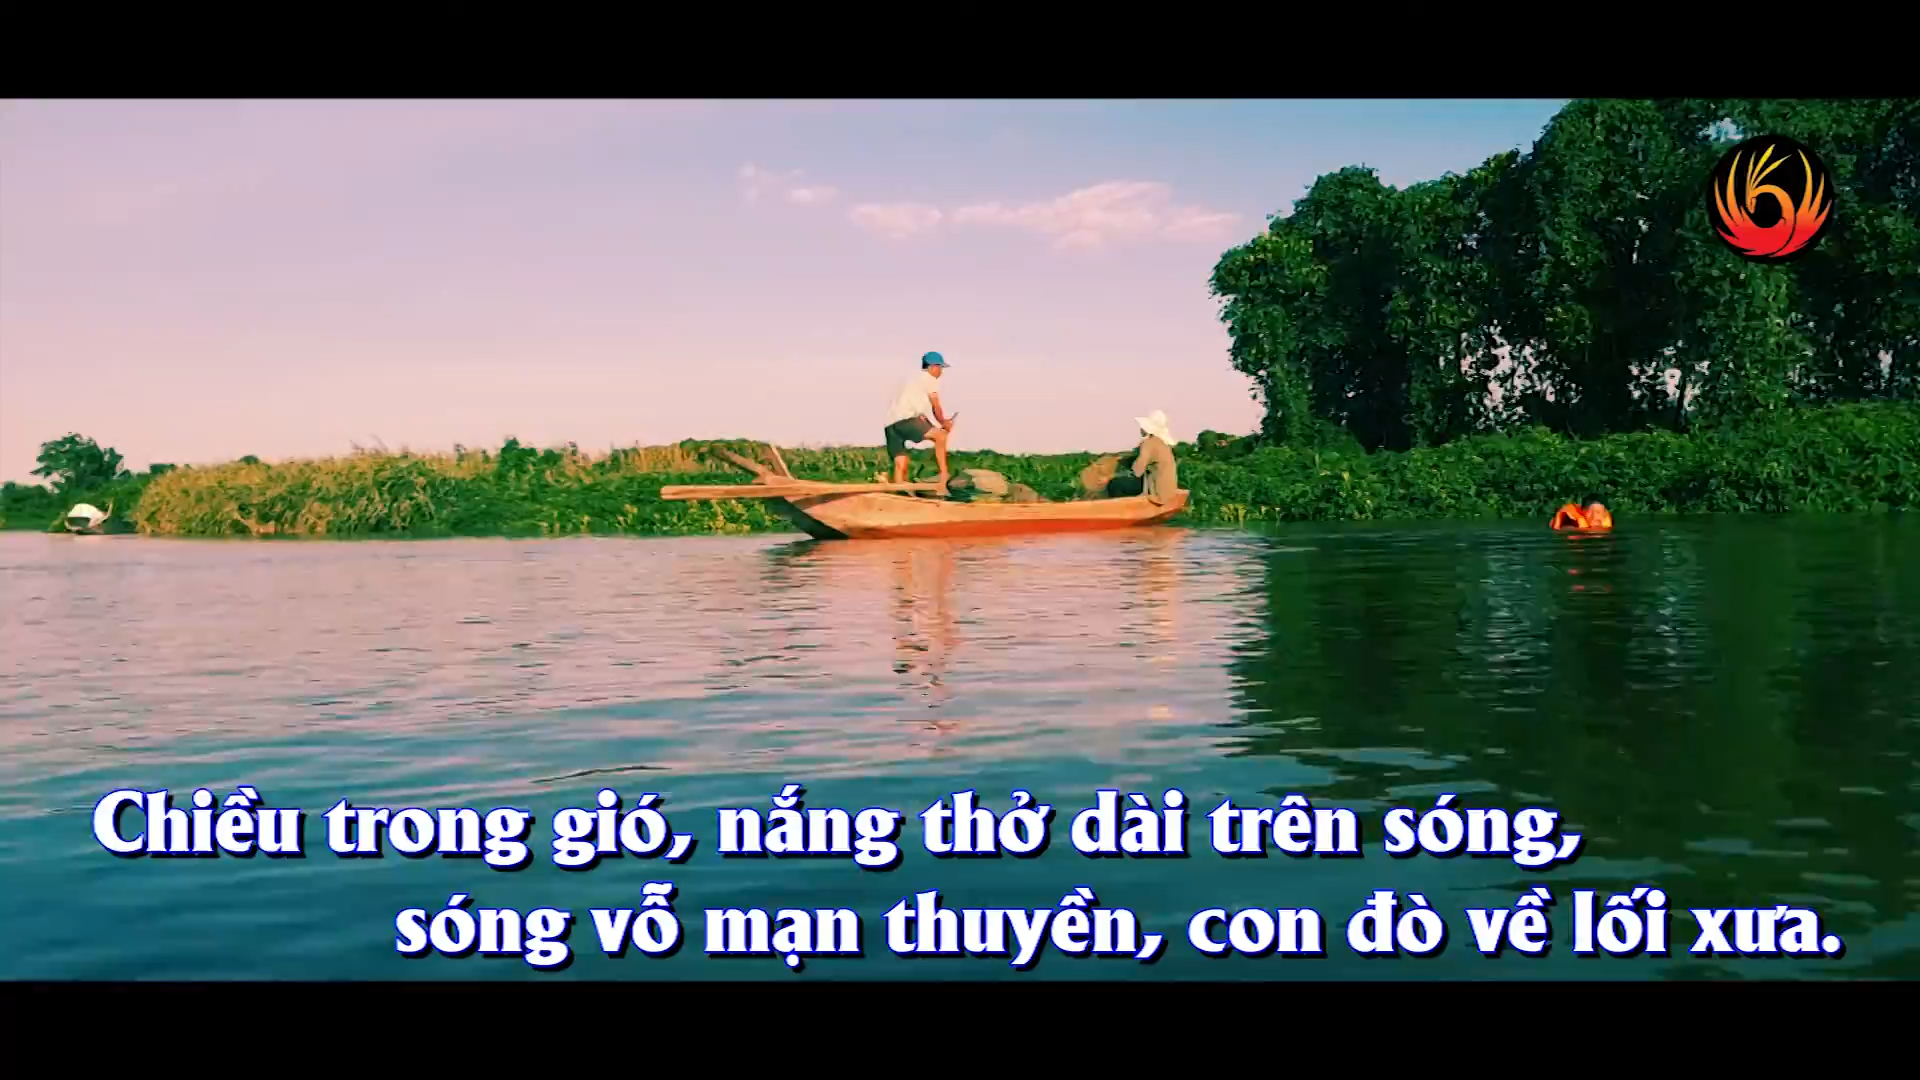 Chiều trong gió, nắng thở dài trên sóng,
sóng vỗ mạn thuyền, con đò về lối xưa.